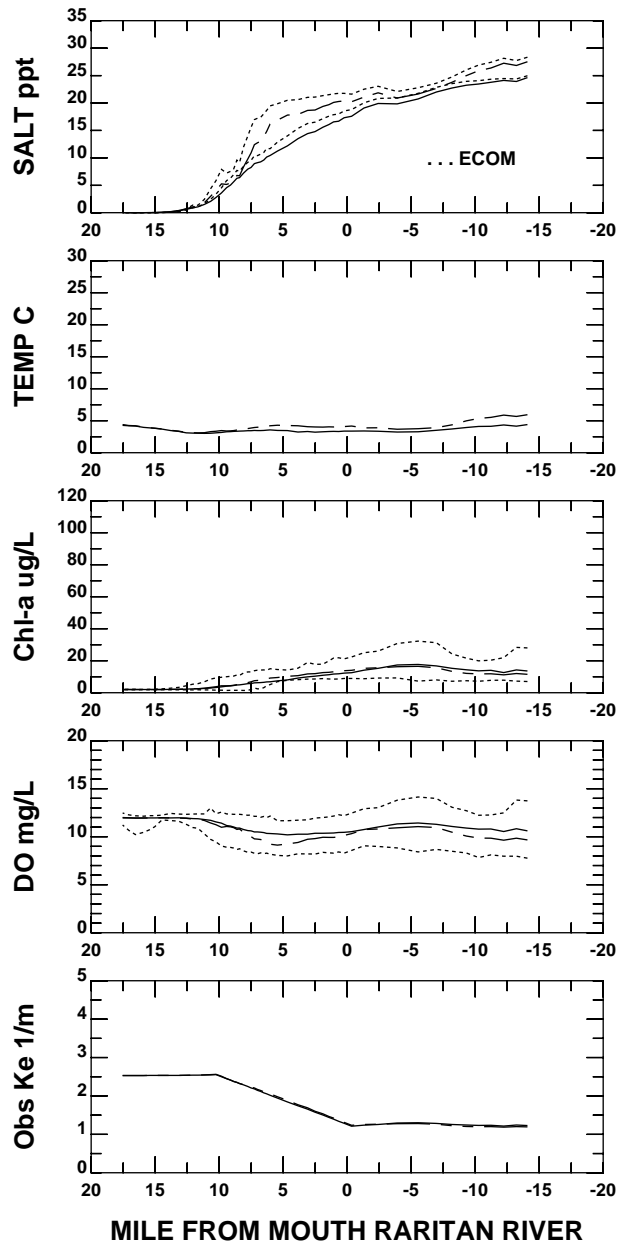 SALT ppt
35
30
25
20
15
10
5
0
. . . ECOM
20 15 10 5 0 -5 -10 -15 -20
TEMP C
30
25
20
15
10
5
0
20 15 10 5 0 -5 -10 -15 -20
Chl-a ug/L
120
100
80
60
40
20
0
20 15 10 5 0 -5 -10 -15 -20
DO mg/L
20
15
10
5
0
20 15 10 5 0 -5 -10 -15 -20
Obs Ke 1/m
5
4
3
2
1
0
20 15 10 5 0 -5 -10 -15 -20
MILE FROM MOUTH RARITAN RIVER